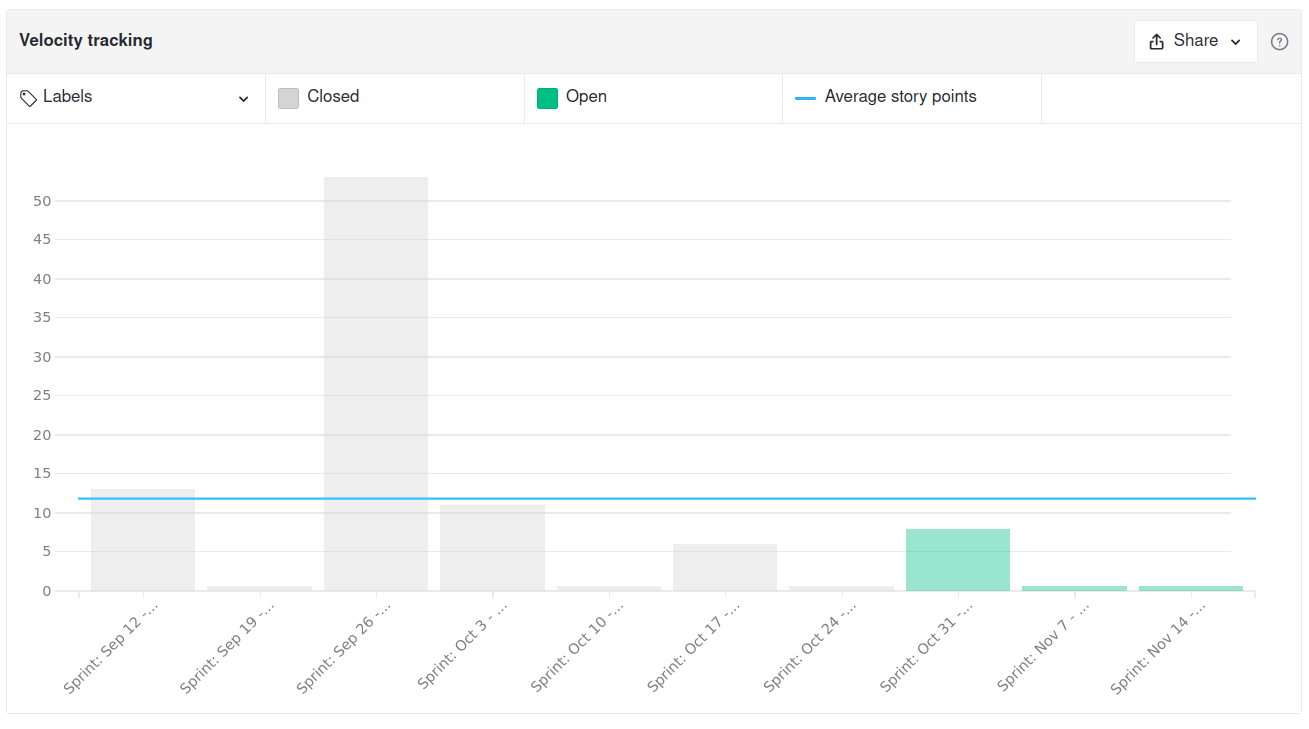 Velocity tracking
Share
?
Labels
Closed
Open
Average story points
50
45
40
35
30
25
20
15
10
5
0
Sprint: Sep 12 -...
Sprint: Sep 19 -...
Sprint: Sep 26 -...
Sprint: Oct 3 - ...
Sprint: Oct 10 -...
Sprint: Oct 17 -...
Sprint: Oct 24 -...
Sprint: Oct 31 -...
Sprint: Nov 7 - ...
Sprint: Nov 14 -...